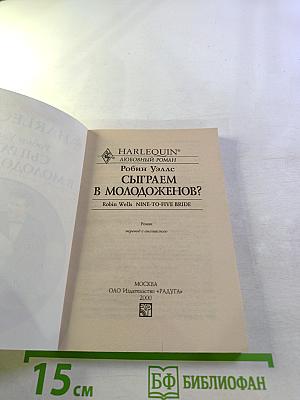 HARLEQUIN®
ЛЮБОВНЫЙ РОМАН
Робин Уэллс
СЫГРАЕМ
В МОЛОДОЖЕНОВ?
Robin Wells NINE-TO-FIVE BRIDE
Роман
перевод с английского
МОСКВА
ОАО Издательство «РАДУГА»
2000
15 см
БФ БИБЛИОФАН